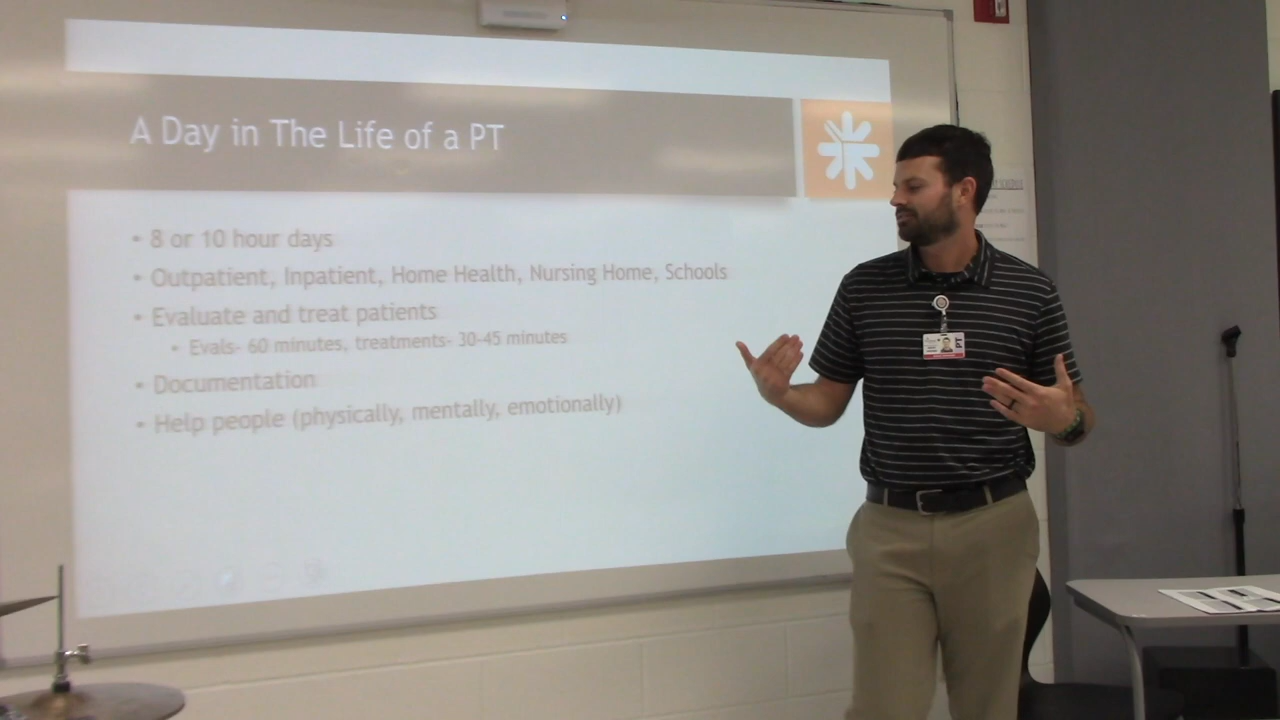 A Day in The Life of a PT
• 8 or 10 hour days
• Outpatient, Inpatient, Home Health, Nursing Home, Schools
• Evaluate and treat patients
• Evals- 60 minutes, treatments- 30-45 minutes
• Documentation
• Help people (physically, mentally, emotionally)
PT